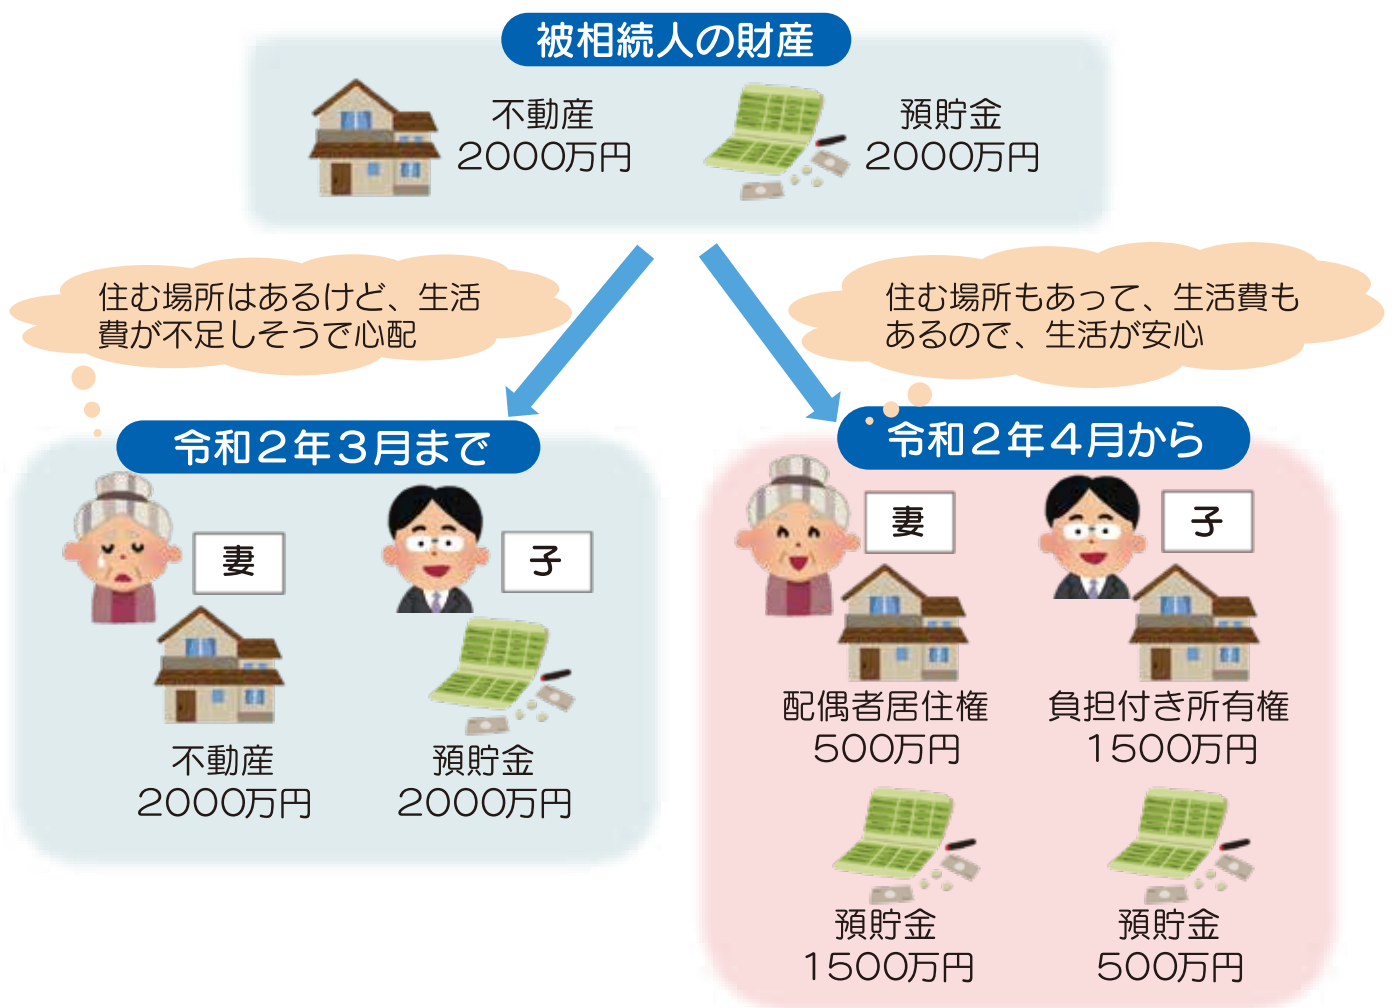 被相続人の財産
不動産
2000万円
預貯金
2000万円
住む場所はあるけど、生活
費が不足しそうで心配
住む場所もあって、生活費も
あるので、生活が安心
令和2年3月まで
妻
子
不動産
2000万円
預貯金
2000万円
令和2年4月から
妻
子
配偶者居住権
500万円
負担付き所有権
1500万円
預貯金
1500万円
預貯金
500万円